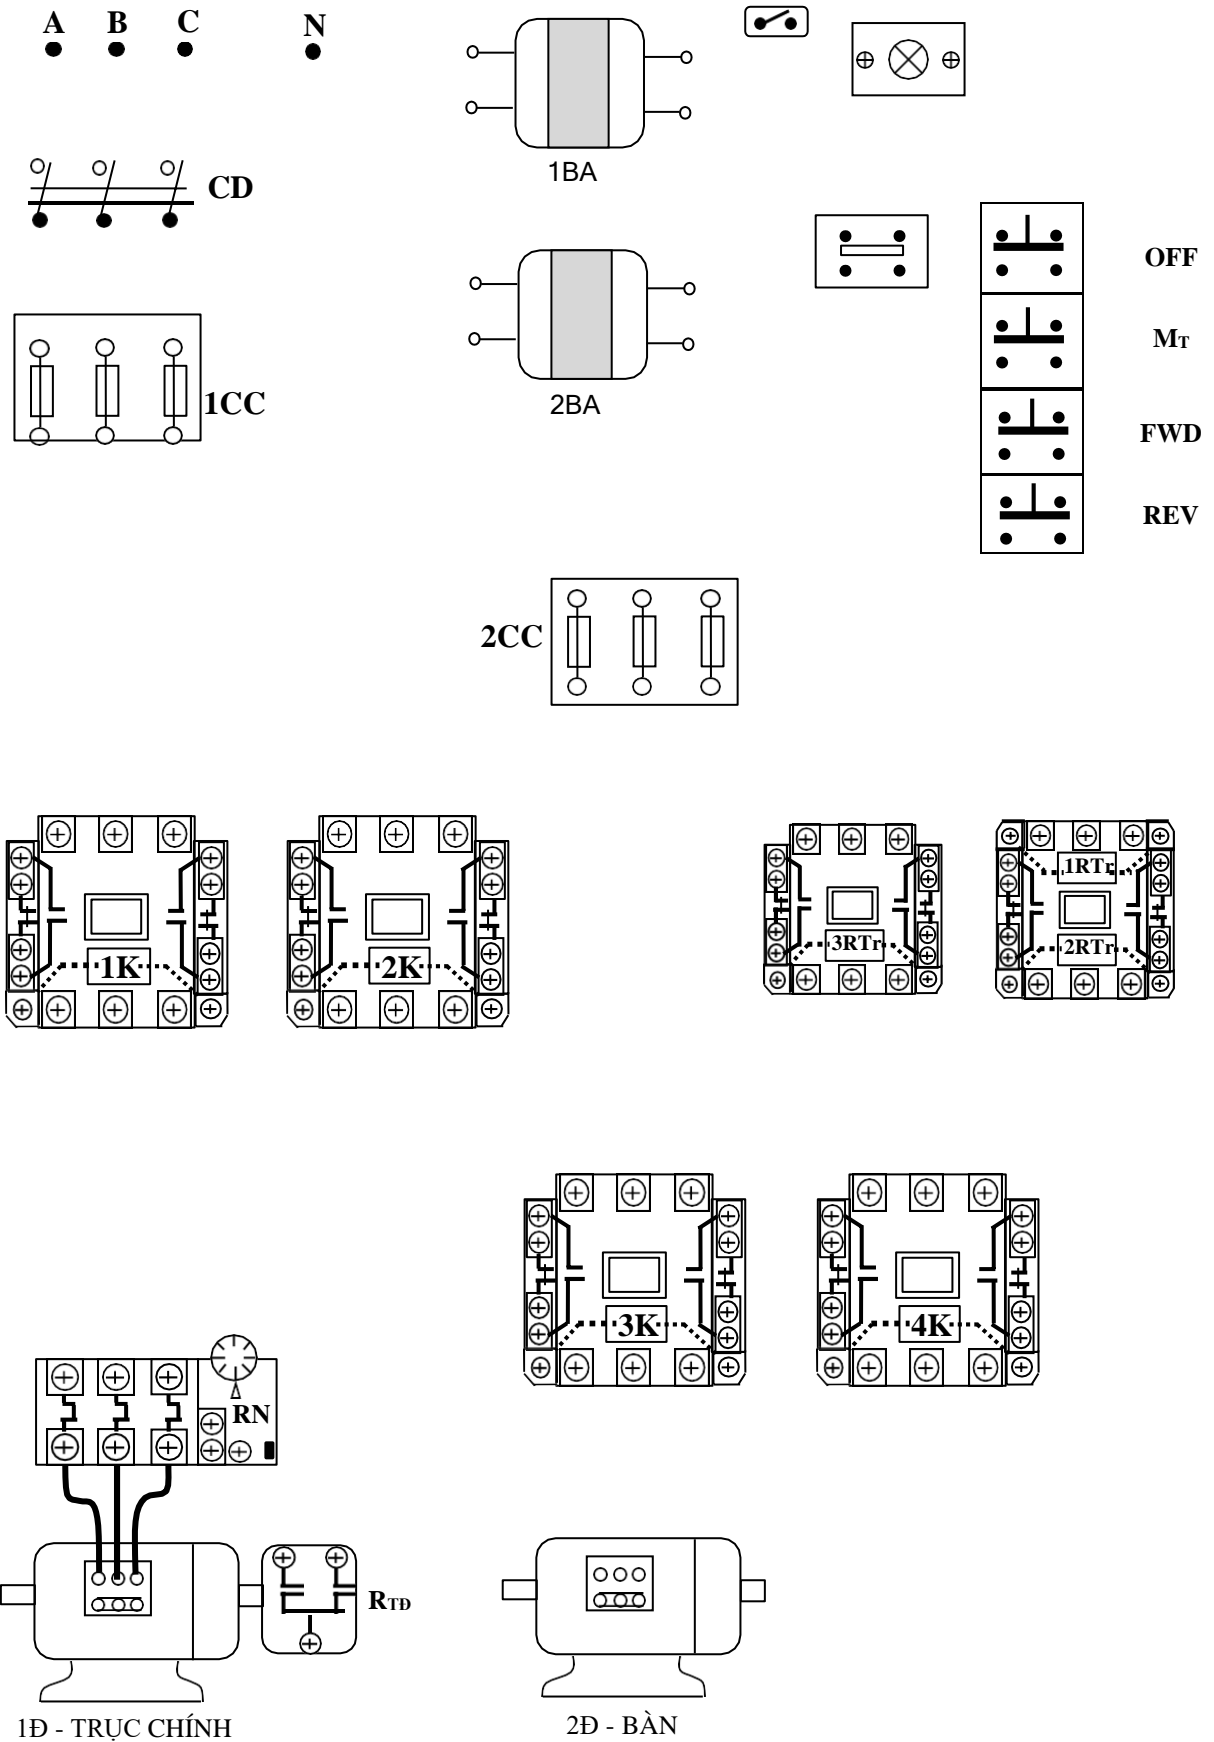 A B C N
1BA
CD
OFF
2BA
MT
1CC
FWD
REV
2CC
1K 2K 3RTr 1RTr
2RTr
3K 4K
RN
RTĐ
1Đ - TRỤC CHÍNH
2Đ - BÀN